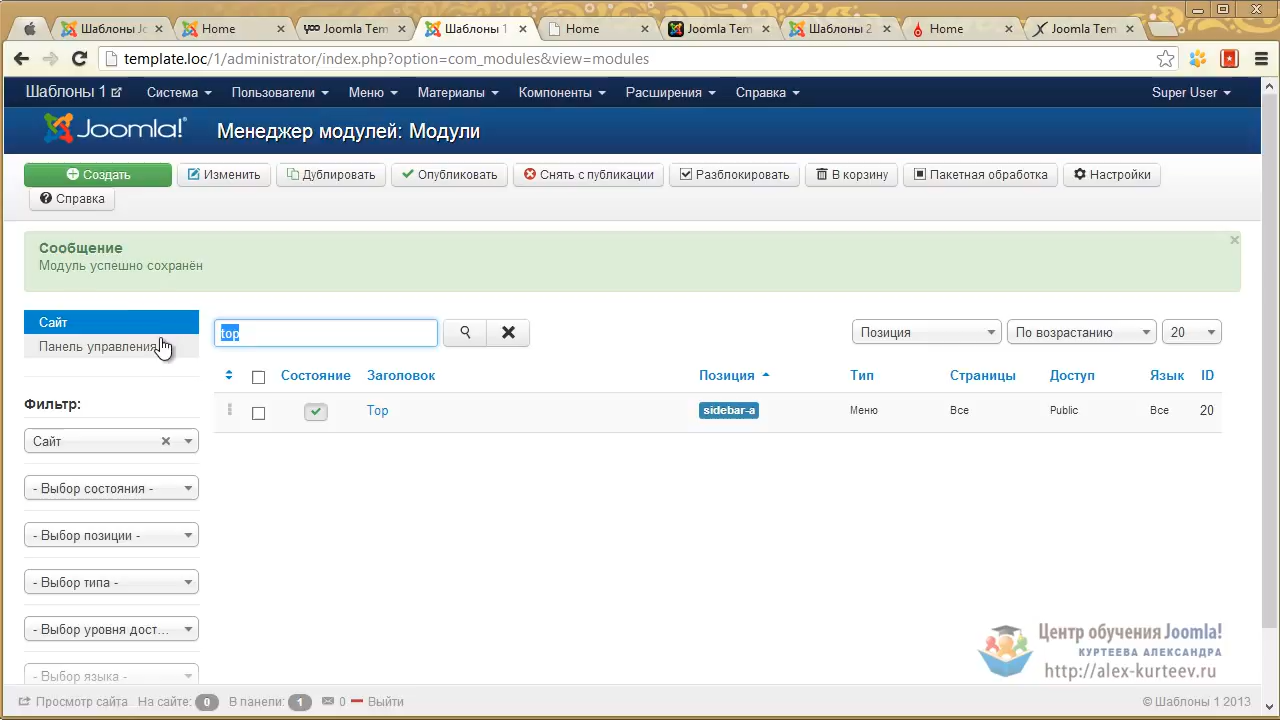 Шаблоны Jo
Home
YOO Joomla Tem
Шаблоны 1
Home
Joomla Tem
Шаблоны 2
Home
Joomla Tem
template.loc/1/administrator/index.php?option=com_modules&view=modules
Шаблоны 1 Система Пользователи Меню Материалы Компоненты Расширения Справка Super User
Joomla!® Менеджер модулей: Модули
Создать Изменить Дублировать Опубликовать Снять с публикации Разблокировать В корзину Пакетная обработка Настройки
Справка
Сообщение
Модуль успешно сохранён
Сайт
Панель управления
top
Позиция По возрастанию 20
Состояние Заголовок Позиция Тип Страницы Доступ Язык ID
Top sidebar-a Меню Все Public Все 20
Фильтр:
Сайт
- Выбор состояния -
- Выбор позиции -
- Выбор типа -
- Выбор уровня дост...
- Выбор языка -
Центр обучения Joomla!
КУРТЕЕВА АЛЕКСАНДРА
http://alex-kurteev.ru
Просмотр сайта На сайте: 0 В панели: 1 0 Выйти © Шаблоны 1 2013